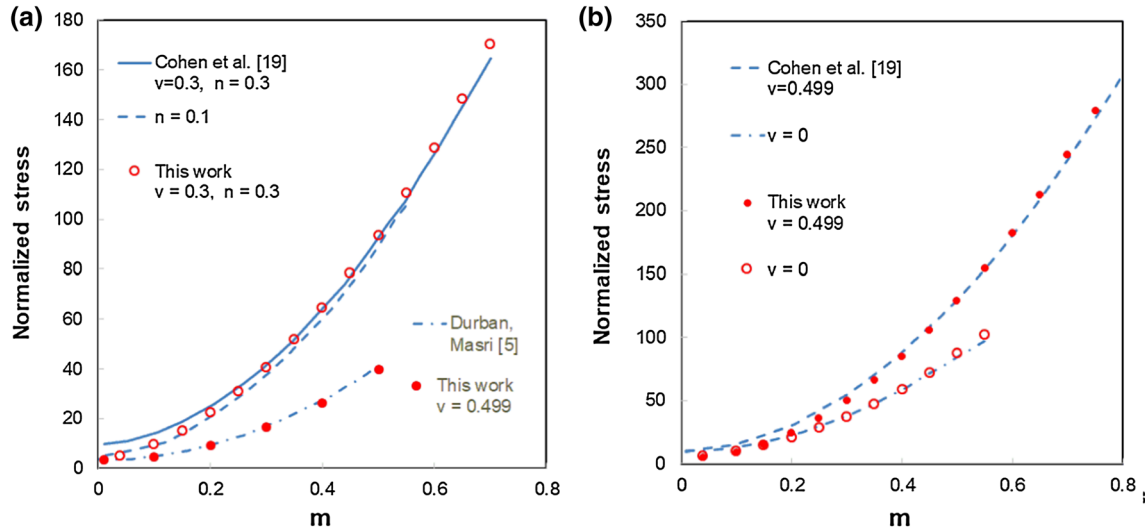 (a)
180
160
140
120
100
80
60
40
20
0
Normalized stress
Cohen et al. [19]
v=0.3, n = 0.3
n = 0.1
This work
v = 0.3, n = 0.3
Durban,
Masri [5]
This work
v = 0.499
0
0.2
0.4
0.6
0.8
m
(b)
350
300
250
200
150
100
50
0
Normalized stress
Cohen et al. [19]
v=0.499
v = 0
This work
v = 0.499
v = 0
0
0.2
0.4
0.6
0.8
m